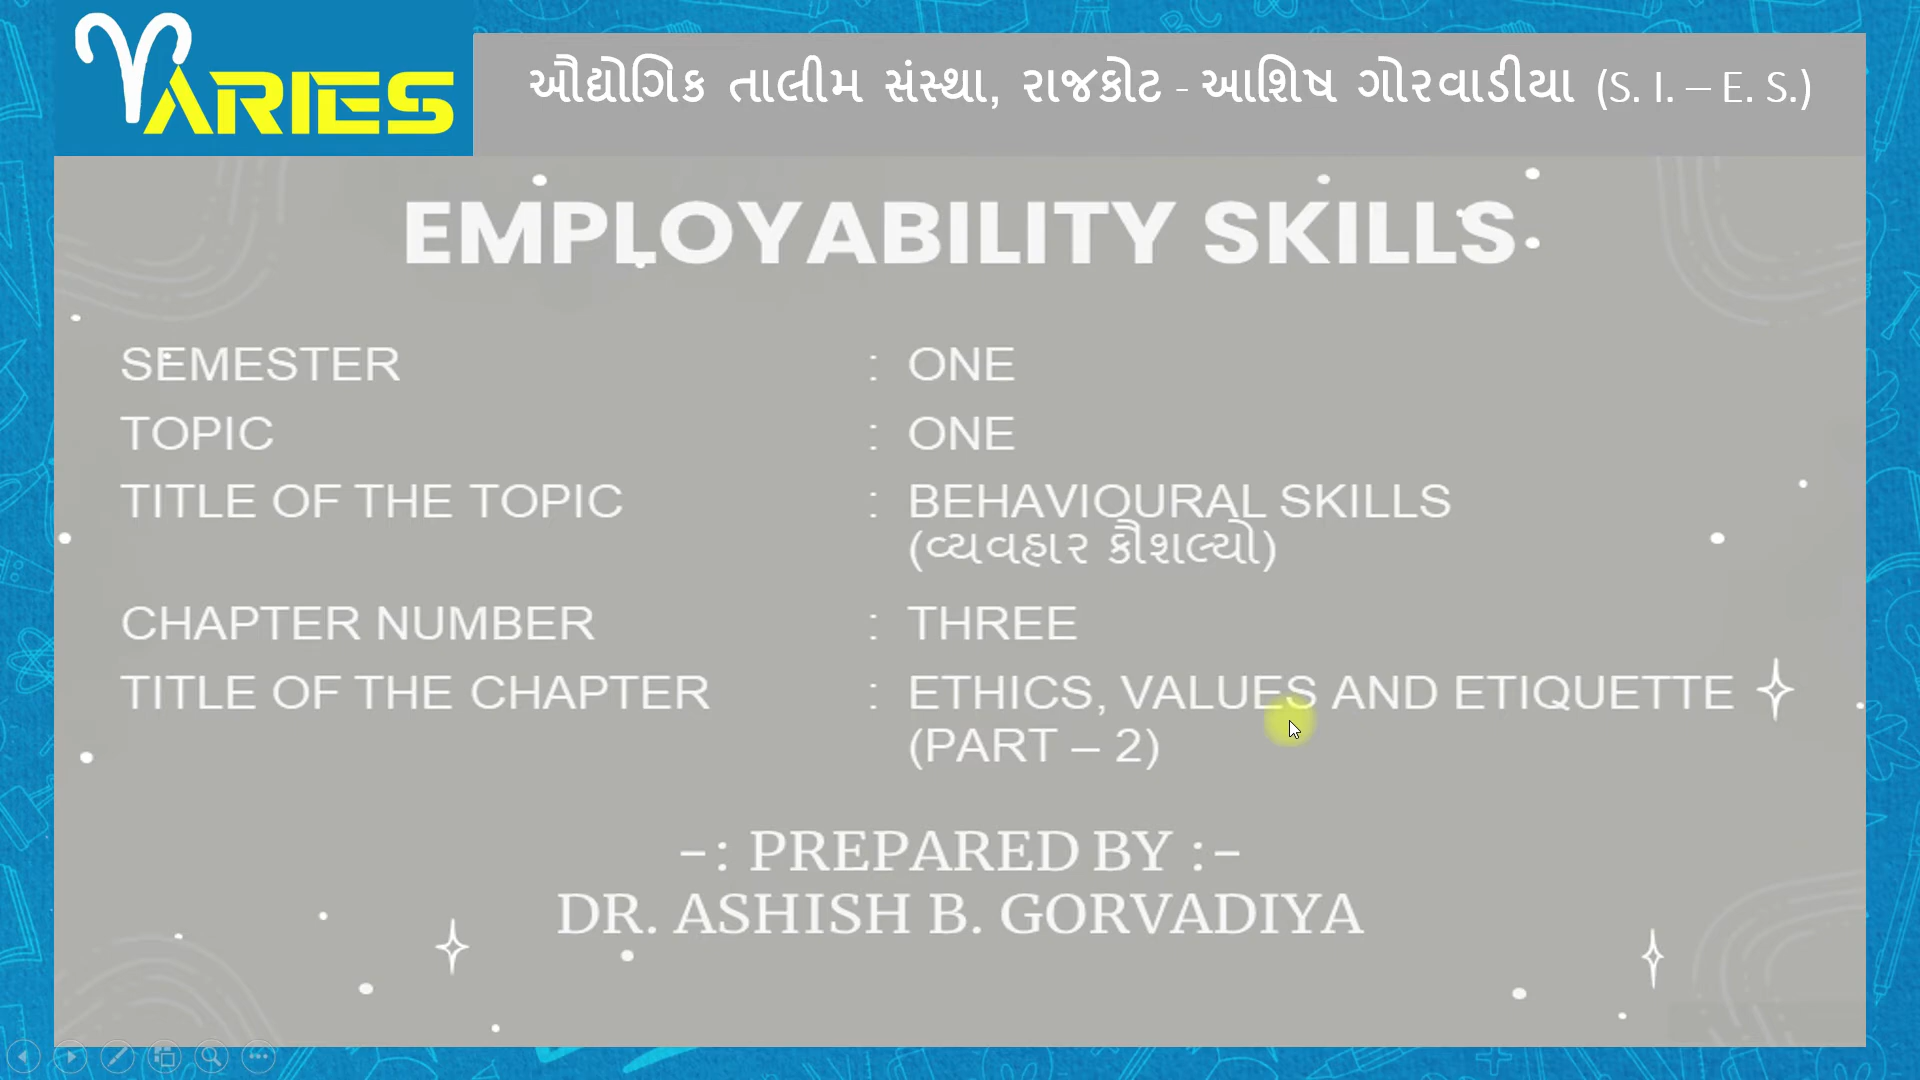 ARIES
ઔદ્યોગિક તાલીમ સંસ્થા, રાજકોટ - આશિષ ગોરવાડીયા (S. I. – E. S.)
EMPLOYABILITY SKILLS
SEMESTER : ONE
TOPIC : ONE
TITLE OF THE TOPIC : BEHAVIOURAL SKILLS
(વ્યવહાર કૌશલ્યો)
CHAPTER NUMBER : THREE
TITLE OF THE CHAPTER : ETHICS, VALUES AND ETIQUETTE
(PART – 2)
-: PREPARED BY :-
DR. ASHISH B. GORVADIYA